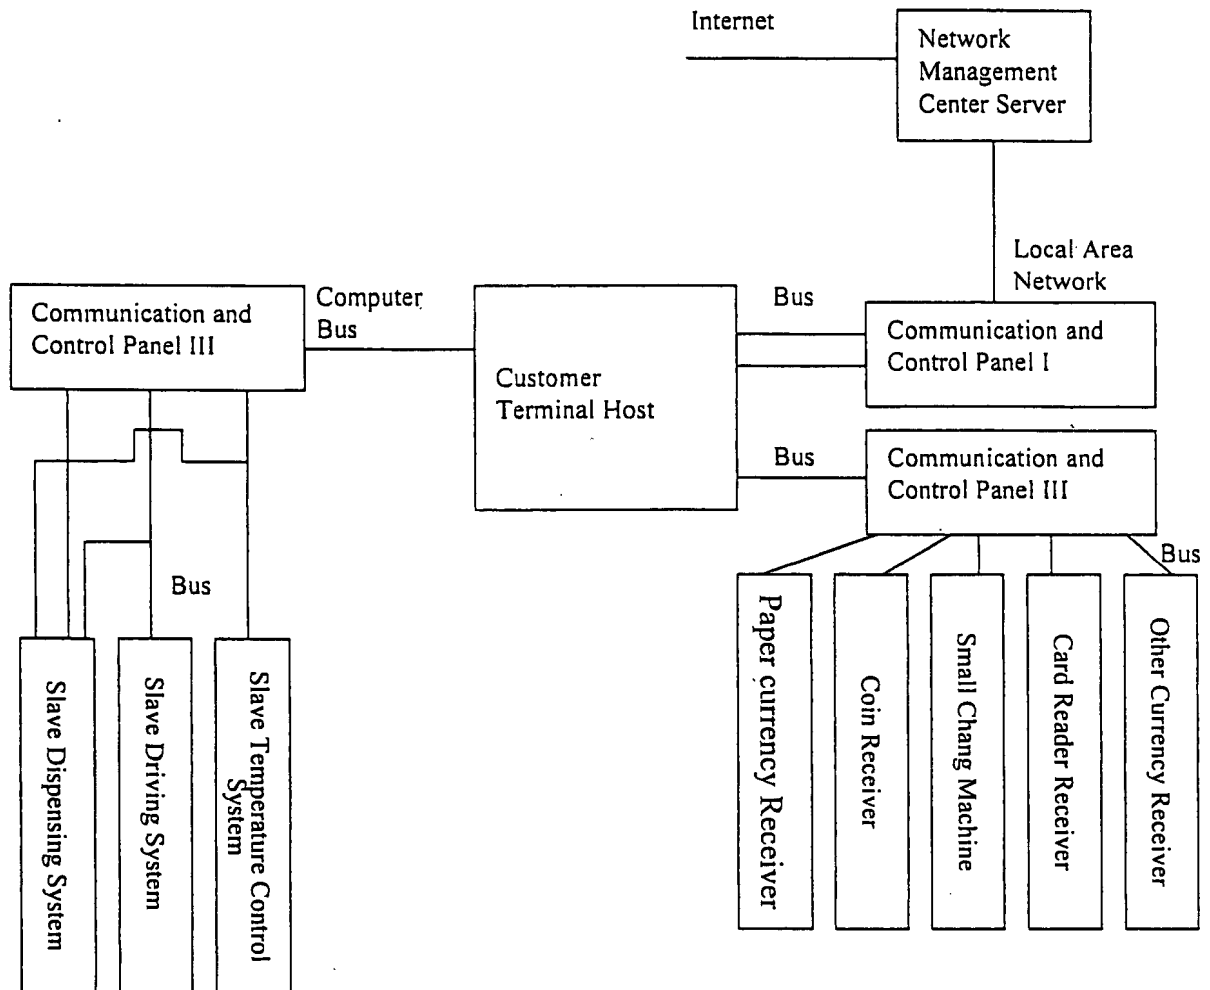 Internet
Network
Management
Center Server
Local Area
Network
Communication and
Control Panel III
Computer
Bus
Customer
Terminal Host
Bus
Communication and
Control Panel I
Bus
Communication and
Control Panel III
Bus
Bus
Slave Dispensing System
Slave Driving System
Slave Temperature Control
System
Paper currency Receiver
Coin Receiver
Small Chang Machine
Card Reader Receiver
Other Currency Receiver